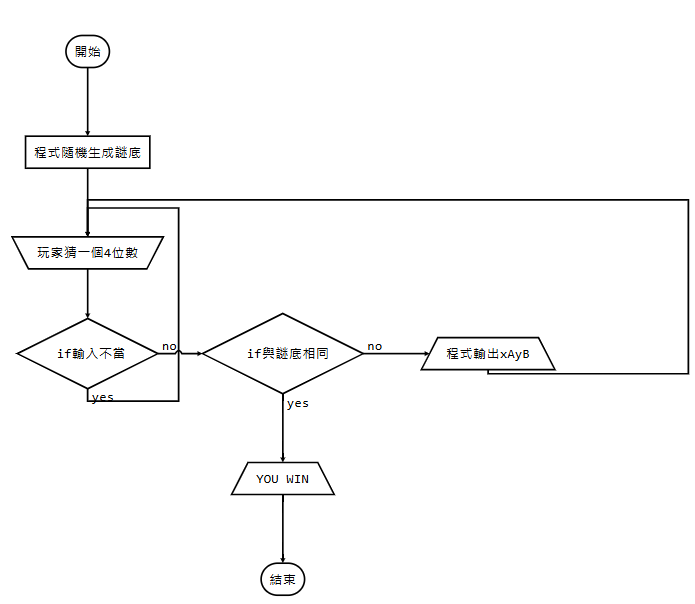 開始
程式隨機生成謎底
玩家猜一個4位數
if輸入不當
no
yes
if與謎底相同
no
yes
程式輸出xAyB
YOU WIN
結束